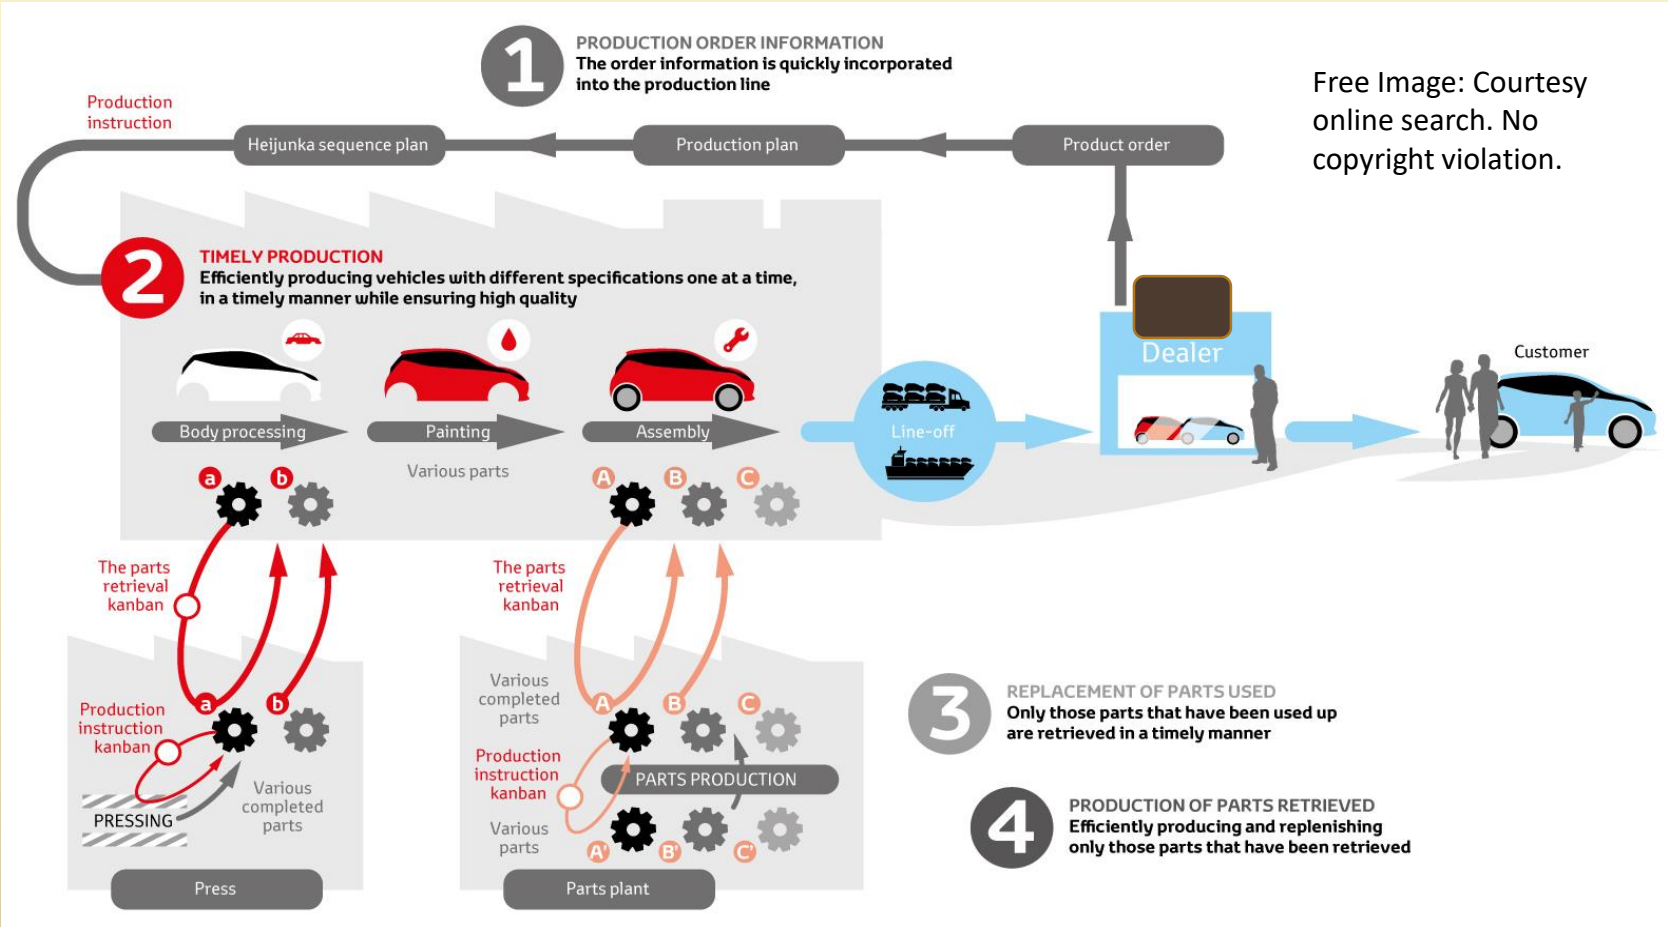 1
PRODUCTION ORDER INFORMATION
The order information is quickly incorporated
into the production line
Free Image: Courtesy
online search. No
copyright violation.
Production
instruction
Heijunka sequence plan
Production plan
Product order
2
TIMELY PRODUCTION
Efficiently producing vehicles with different specifications one at a time,
in a timely manner while ensuring high quality
Dealer
Customer
Body processing
Painting
Assembly
Line-off
Various parts
a
b
A
B
C
The parts
retrieval
kanban
The parts
retrieval
kanban
a
b
Production
instruction
kanban
Various
completed
parts
PRESSING
Press
Various
completed
parts
A
B
C
Production
instruction
kanban
PARTS PRODUCTION
Various
parts
A'
B'
C'
Parts plant
3
REPLACEMENT OF PARTS USED
Only those parts that have been used up
are retrieved in a timely manner
4
PRODUCTION OF PARTS RETRIEVED
Efficiently producing and replenishing
only those parts that have been retrieved